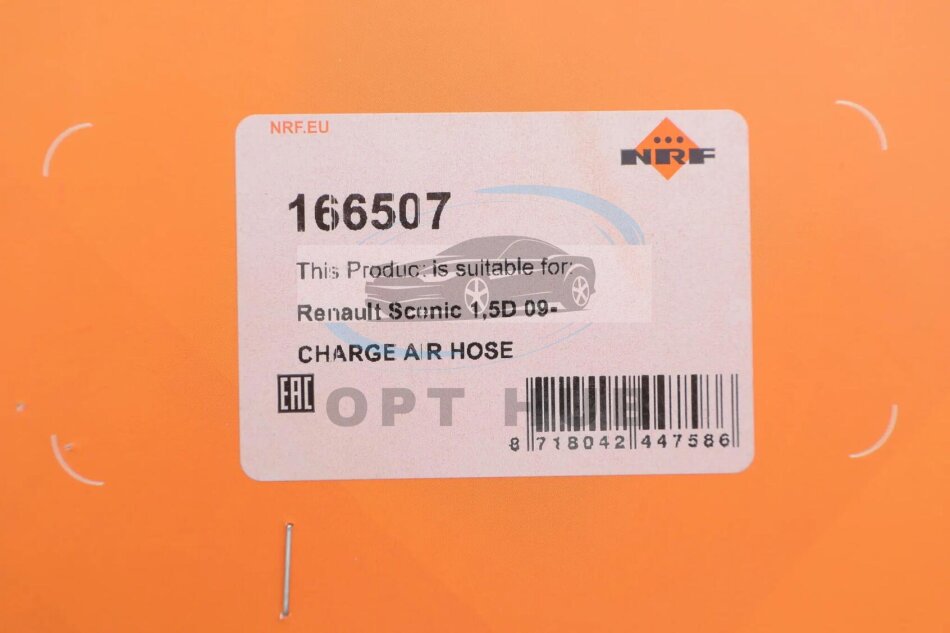 NRF.EU
NRF
166507
This Product is suitable for:
Renault Scenic 1,5D 09-
CHARGE AIR HOSE
EAC
OPT HUB
8 718042 447586